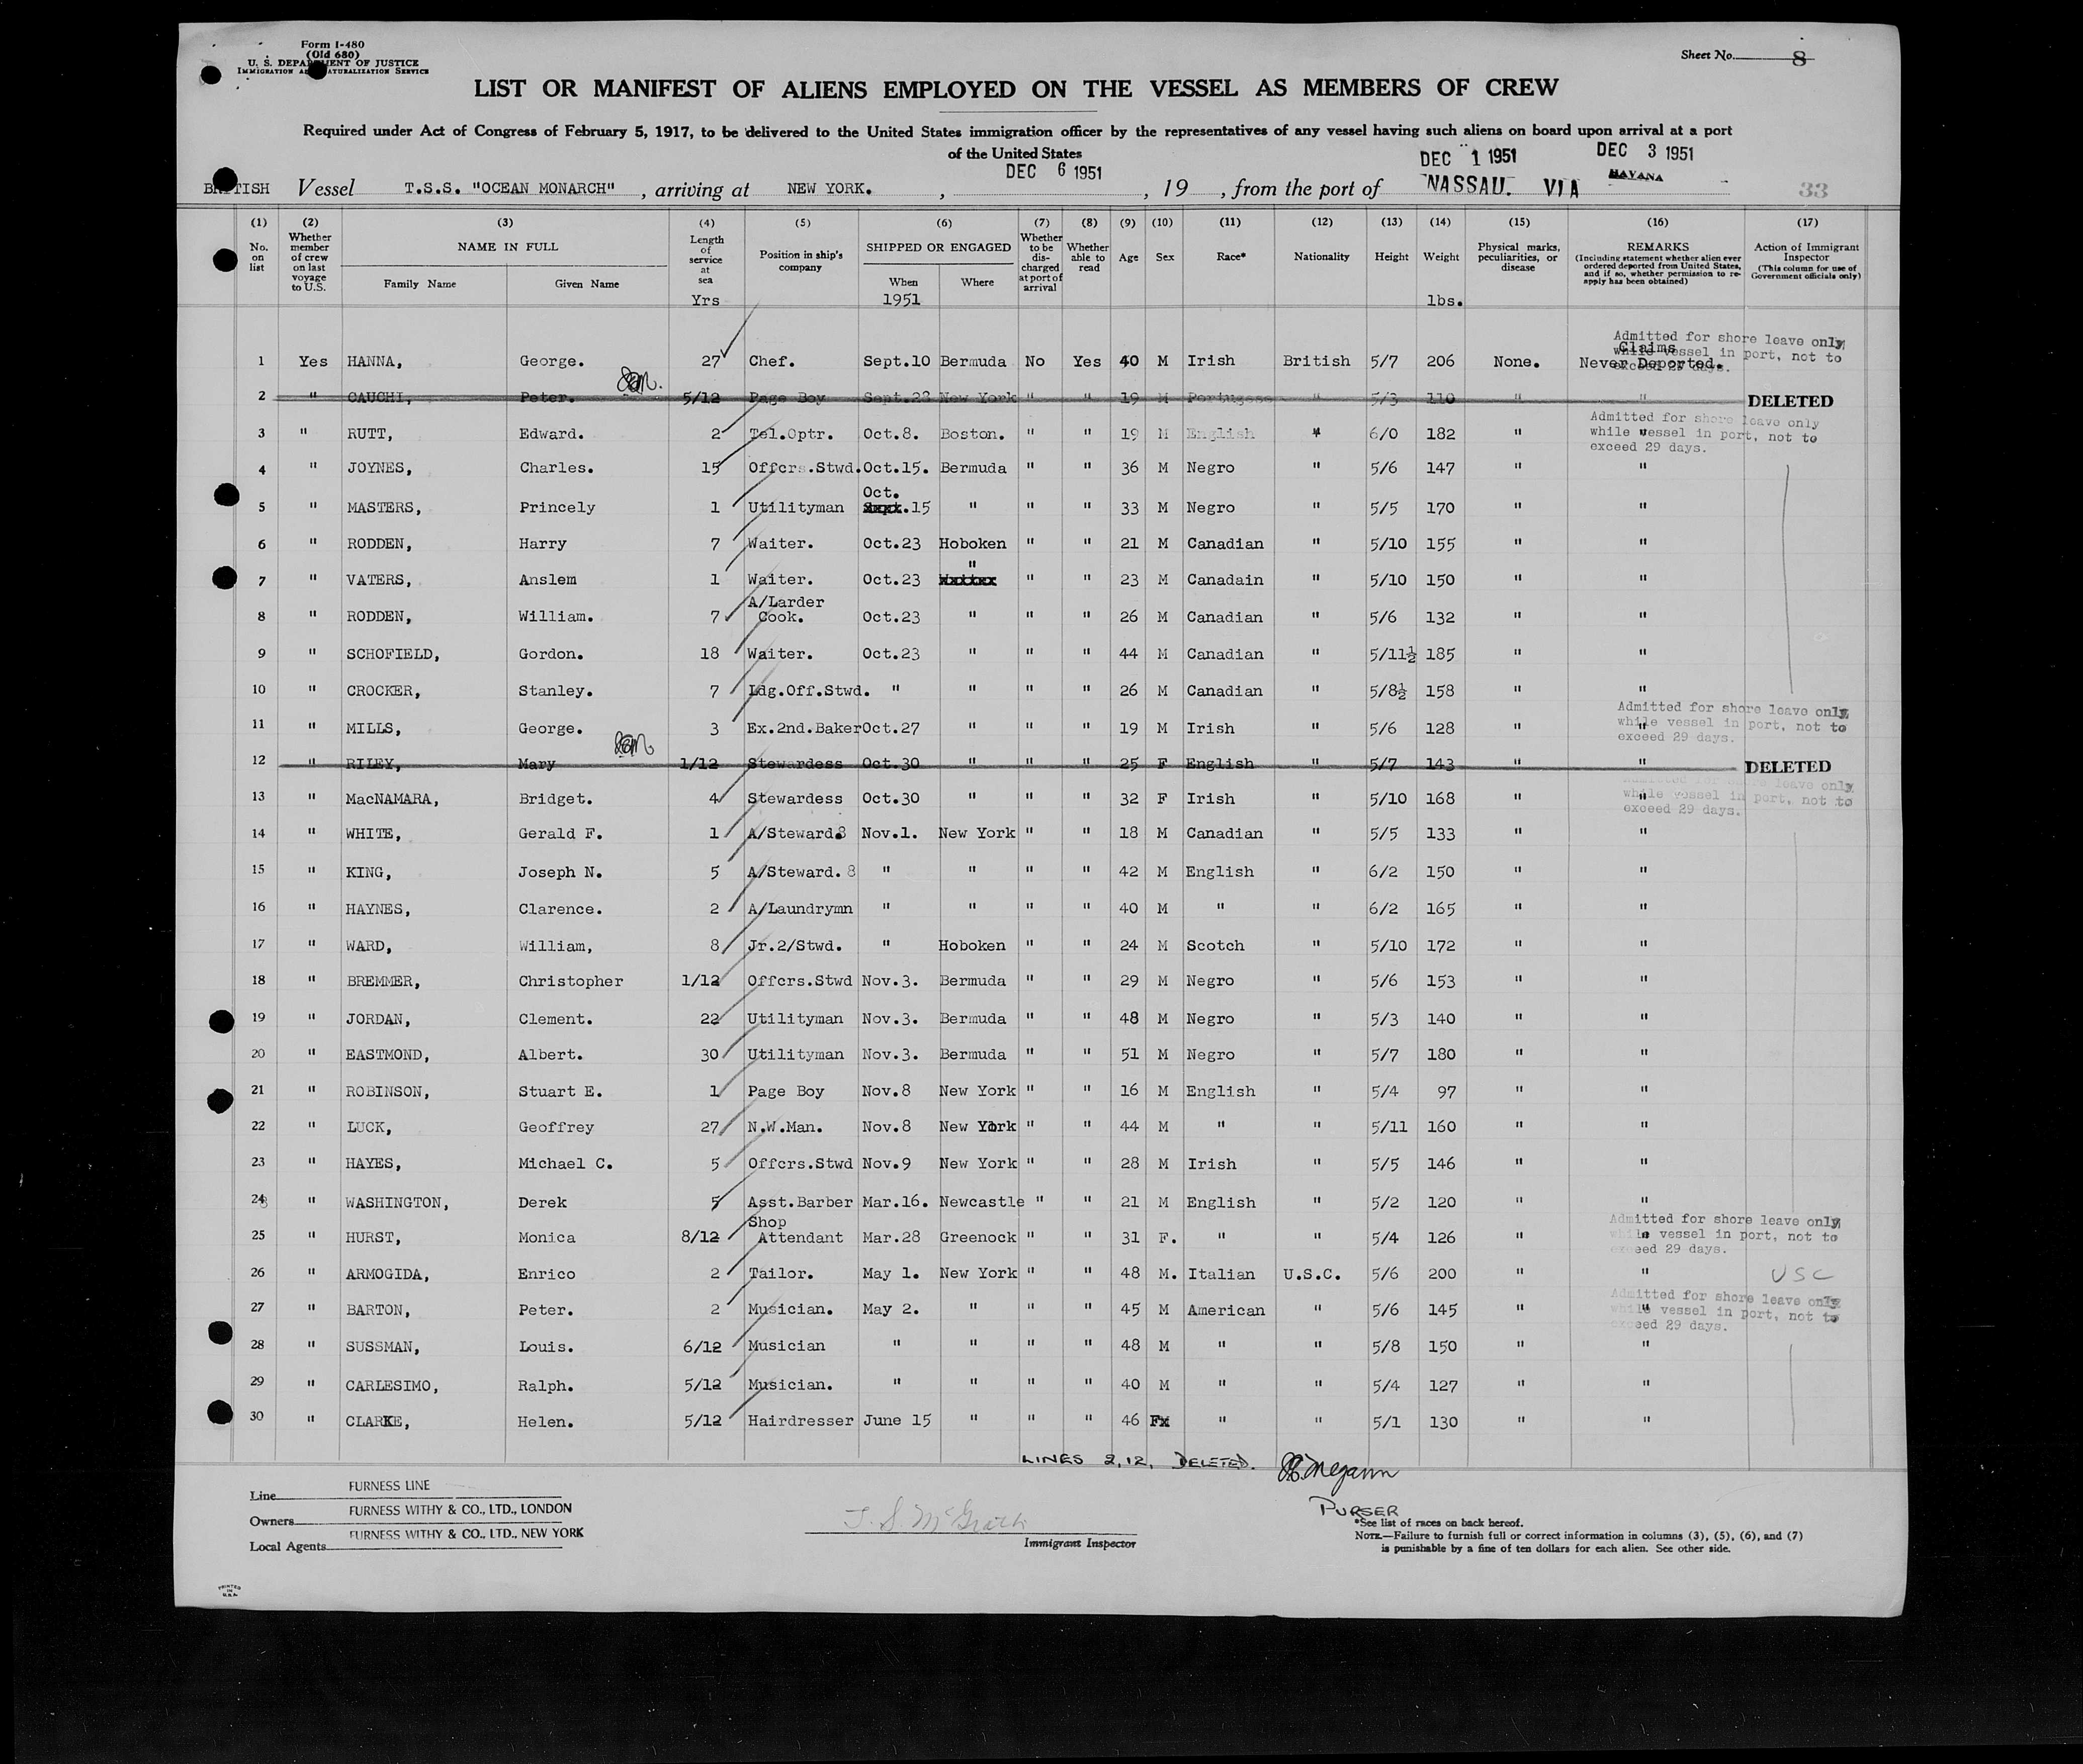 Form I-480
(Old 680)
U. S. DEPARTMENT OF JUSTICE
IMMIGRATION AND NATURALIZATION SERVICE
Sheet No. 8
LIST OR MANIFEST OF ALIENS EMPLOYED ON THE VESSEL AS MEMBERS OF CREW
Required under Act of Congress of February 5, 1917, to be delivered to the United States immigration officer by the representatives of any vessel having such aliens on board upon arrival at a port
of the United States
DEC 6 1951 DEC 1 1951 DEC 3 1951
BRITISH Vessel T.S.S. "OCEAN MONARCH" , arriving at NEW YORK. , , 19 , from the port of NASSAU. VIA HAVANA 33
(1) (2) (3) (4) (5) (6) (7) (8) (9) (10) (11) (12) (13) (14) (15) (16) (17)
No. on list
Whether member of crew on last voyage to U.S.
NAME IN FULL
Family Name Given Name
Length of service at sea
Yrs
Position in ship's company
SHIPPED OR ENGAGED
When Where
1951
Whether to be discharged at port of arrival
Whether able to read
Age
Sex
Race*
Nationality
Height
Weight
lbs.
Physical marks, peculiarities, or disease
REMARKS
(Including statement whether alien ever ordered deported from United States, and if so, whether permission to reapply has been obtained)
Action of Immigrant Inspector
(This column for use of Government officials only)
Admitted for shore leave only
while vessel in port, not to
exceed 29 days.
Claims
1 Yes HANNA, George. 27 Chef. Sept.10 Bermuda No Yes 40 M Irish British 5/7 206 None. Never Deported.
2 " CAUCHI, Peter. 5/12 Page Boy Sept.28 New York " " 19 M Portugese " 5/3 110 " " DELETED
Admitted for shore leave only
while vessel in port, not to
exceed 29 days.
3 " RUTT, Edward. 2 Tel.Optr. Oct.8. Boston. " " 19 M English " 6/0 182 "
4 " JOYNES, Charles. 15 Offcrs.Stwd. Oct.15. Bermuda " " 36 M Negro " 5/6 147 " "
5 " MASTERS, Princely 1 Utilityman Oct. 15 " " " 33 M Negro " 5/5 170 " "
6 " RODDEN, Harry 7 Waiter. Oct.23 Hoboken " " 21 M Canadian " 5/10 155 " "
7 " VATERS, Anslem 1 Waiter. Oct.23 " " " 23 M Canadain " 5/10 150 " "
8 " RODDEN, William. 7 A/Larder Cook. Oct.23 " " " 26 M Canadian " 5/6 132 " "
9 " SCHOFIELD, Gordon. 18 Waiter. Oct.23 " " " 44 M Canadian " 5/11½ 185 " "
10 " CROCKER, Stanley. 7 Ldg.Off.Stwd. " " " " 26 M Canadian " 5/8½ 158 " "
Admitted for shore leave only
while vessel in port, not to
exceed 29 days.
11 " MILLS, George. 3 Ex.2nd.Baker Oct.27 " " " 19 M Irish " 5/6 128 " "
12 " RILEY, Mary 1/12 Stewardess Oct.30 " " " 25 F English " 5/7 143 " " DELETED
Admitted for shore leave only
while vessel in port, not to
exceed 29 days.
13 " MacNAMARA, Bridget. 4 Stewardess Oct.30 " " " 32 F Irish " 5/10 168 " "
14 " WHITE, Gerald F. 1 A/Steward.8 Nov.1. New York " " 18 M Canadian " 5/5 133 " "
15 " KING, Joseph N. 5 A/Steward. 8 " " " " 42 M English " 6/2 150 " "
16 " HAYNES, Clarence. 2 A/Laundrymn " " " " 40 M " " 6/2 165 " "
17 " WARD, William, 8 Jr.2/Stwd. " Hoboken " " 24 M Scotch " 5/10 172 " "
18 " BREMMER, Christopher 1/12 Offcrs.Stwd Nov.3. Bermuda " " 29 M Negro " 5/6 153 " "
19 " JORDAN, Clement. 22 Utilityman Nov.3. Bermuda " " 48 M Negro " 5/3 140 " "
20 " EASTMOND, Albert. 30 Utilityman Nov.3. Bermuda " " 51 M Negro " 5/7 180 " "
21 " ROBINSON, Stuart E. 1 Page Boy Nov.8 New York " " 16 M English " 5/4 97 " "
22 " LUCK, Geoffrey 27 N.W.Man. Nov.8 New York " " 44 M " " 5/11 160 " "
23 " HAYES, Michael C. 5 Offcrs.Stwd Nov.9 New York " " 28 M Irish " 5/5 146 " "
24 " WASHINGTON, Derek 5 Asst.Barber Mar.16. Newcastle " " 21 M English " 5/2 120 " "
Admitted for shore leave only
while vessel in port, not to
exceed 29 days.
25 " HURST, Monica 8/12 Shop Attendant Mar.28 Greenock " " 31 F. " " 5/4 126 "
26 " ARMOGIDA, Enrico 2 Tailor. May 1. New York " " 48 M. Italian U.S.C. 5/6 200 " " USC
Admitted for shore leave only
while vessel in port, not to
exceed 29 days.
27 " BARTON, Peter. 2 Musician. May 2. " " " 45 M American " 5/6 145 " "
28 " SUSSMAN, Louis. 6/12 Musician " " " " 48 M " " 5/8 150 " "
29 " CARLESIMO, Ralph. 5/12 Musician. " " " " 40 M " " 5/4 127 " "
30 " CLARKE, Helen. 5/12 Hairdresser June 15 " " " 46 F " " 5/1 130 " "
LINES 2, 12, DELETED.
PURSER
Line FURNESS LINE
Owners FURNESS WITHY & CO., LTD., LONDON
Local Agents FURNESS WITHY & CO., LTD., NEW YORK
J. S. McGrath
Immigrant Inspector
*See list of races on back hereof.
NOTE.—Failure to furnish full or correct information in columns (3), (5), (6), and (7)
is punishable by a fine of ten dollars for each alien. See other side.
PRINTED IN U.S.A.